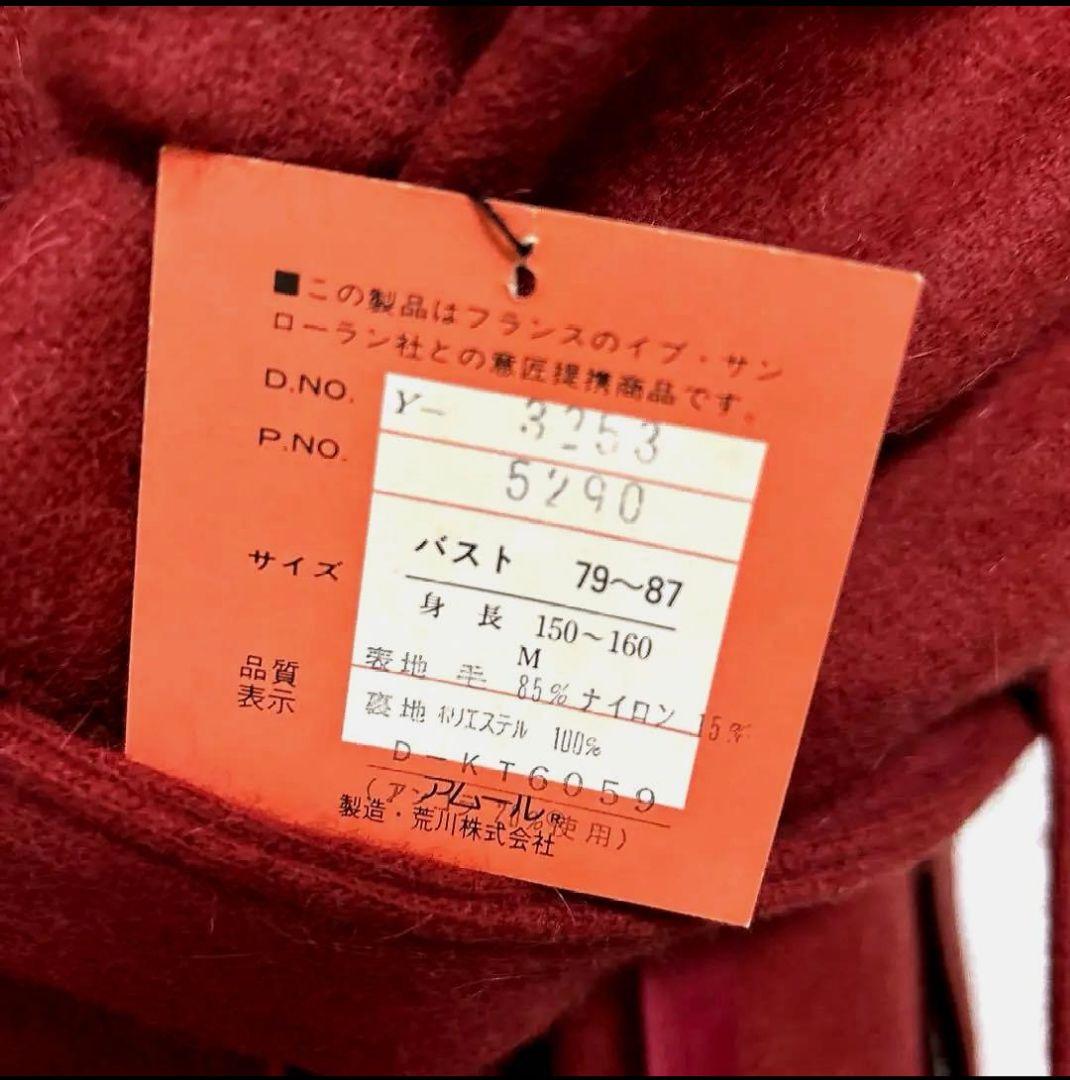 ■この製品はフランスのイブ・サン
ローラン社との意匠提携商品です。
D.NO. Y- 3253
P.NO. 5290
サイズ バスト 79〜87
身長 150〜160
M
品質表示 表地 毛 85% ナイロン 15%
裏地 ポリエステル 100%
D-KT6059
アムール®
使用)
製造・荒川株式会社